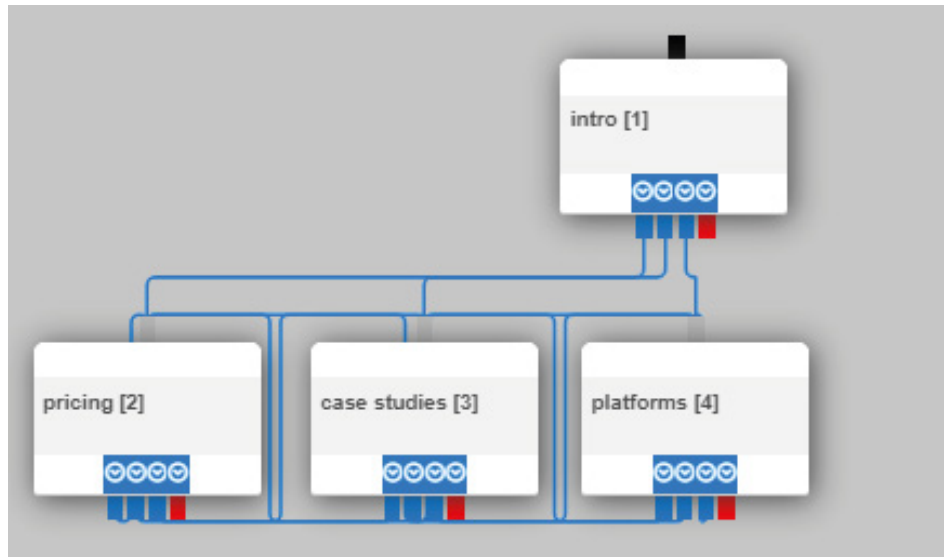 intro [1]
pricing [2]
case studies [3]
platforms [4]